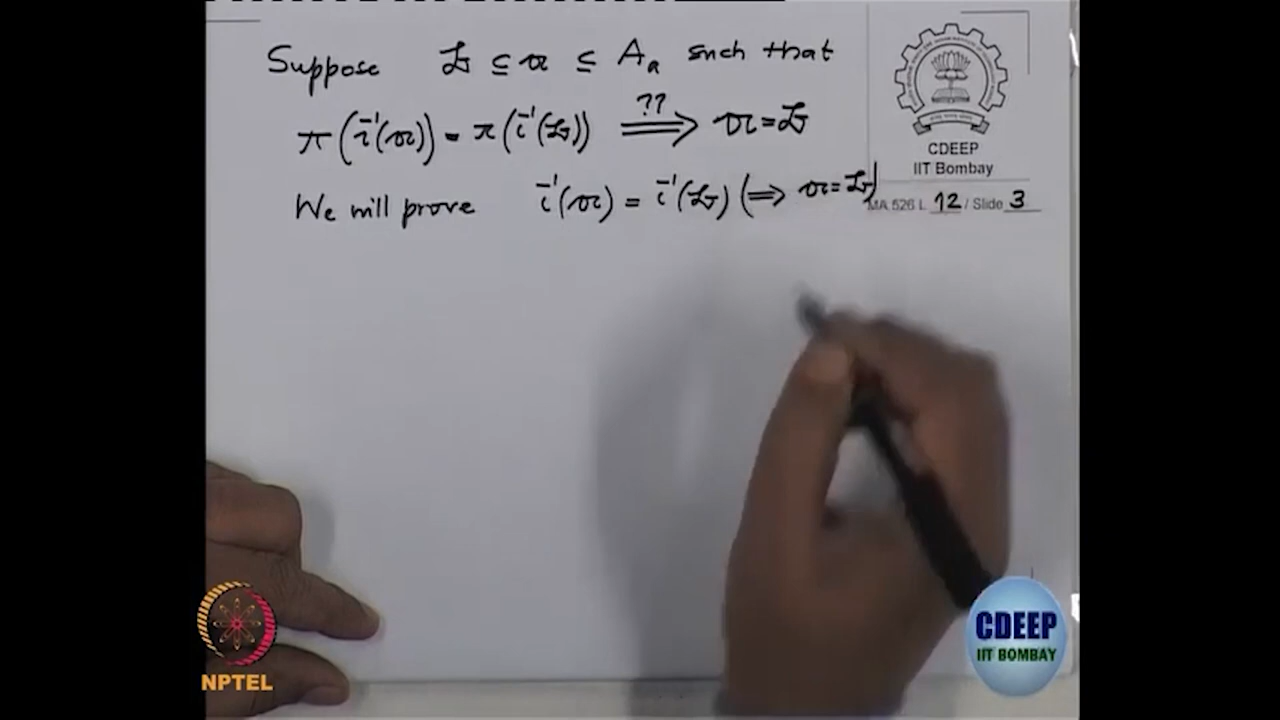 Suppose 𝔟 ⊆ 𝔞 ⊆ Aₐ such that
π(i⁻¹(𝔞)) = π(i⁻¹(𝔟)) ⟹?? 𝔞 = 𝔟
We will prove i⁻¹(𝔞) = i⁻¹(𝔟) (⟹ 𝔞 = 𝔟)
CDEEP
IIT Bombay
MA 526 L 12 / Slide 3
NPTEL
CDEEP
IIT BOMBAY